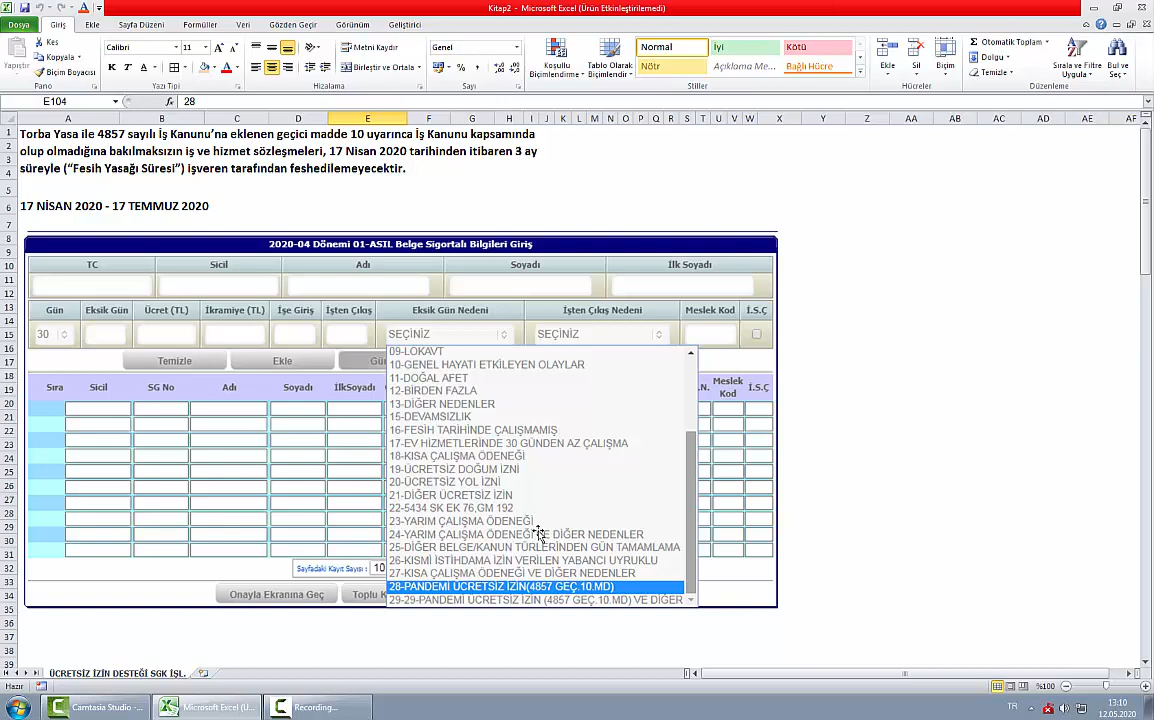 Kitap2 - Microsoft Excel (Ürün Etkinleştirilemedi)
Dosya Giriş Ekle Sayfa Düzeni Formüller Veri Gözden Geçir Görünüm Geliştirici
Yapıştır Kes Kopyala Biçim Boyacısı Pano
Calibri 11 K T A Yazı Tipi
Metni Kaydır Birleştir ve Ortala Hizalama
Genel % Sayı
Koşullu Biçimlendirme Tablo Olarak Biçimlendir Normal İyi Kötü Nötr Açıklama Me... Bağlı Hücre Stiller
Ekle Sil Biçim Hücreler
Otomatik Toplam Dolgu Temizle Sırala ve Filtre Uygula Bul ve Seç Düzenleme
E104 fx 28
A B C D E F G H I J K L M N O P Q R S T U V W X Y Z AA AB AC AD AE AF
Torba Yasa ile 4857 sayılı İş Kanunu’na eklenen geçici madde 10 uyarınca İş Kanunu kapsamında
olup olmadığına bakılmaksızın iş ve hizmet sözleşmeleri, 17 Nisan 2020 tarihinden itibaren 3 ay
süreyle (“Fesih Yasağı Süresi”) işveren tarafından feshedilemeyecektir.
17 NİSAN 2020 - 17 TEMMUZ 2020
2020-04 Dönemi 01-ASIL Belge Sigortalı Bilgileri Giriş
TC Sicil Adı Soyadı İlk Soyadı
Gün Eksik Gün Ücret (TL) İkramiye (TL) İşe Giriş İşten Çıkış Eksik Gün Nedeni İşten Çıkış Nedeni Meslek Kod İ.S.Ç
30 SEÇİNİZ SEÇİNİZ
Temizle Ekle
Sıra Sicil SG No Adı Soyadı İlkSoyadı .N. Meslek Kod İ.S.Ç
09-LOKAVT
10-GENEL HAYATI ETKİLEYEN OLAYLAR
11-DOĞAL AFET
12-BİRDEN FAZLA
13-DİĞER NEDENLER
15-DEVAMSIZLIK
16-FESİH TARİHİNDE ÇALIŞMAMIŞ
17-EV HİZMETLERİNDE 30 GÜNDEN AZ ÇALIŞMA
18-KISA ÇALIŞMA ÖDENEĞİ
19-ÜCRETSİZ DOĞUM İZNİ
20-ÜCRETSİZ YOL İZNİ
21-DİĞER ÜCRETSİZ İZİN
22-5434 SK EK 76,GM 192
23-YARIM ÇALIŞMA ÖDENEĞİ
24-YARIM ÇALIŞMA ÖDENEĞİ VE DİĞER NEDENLER
25-DİĞER BELGE/KANUN TÜRLERİNDEN GÜN TAMAMLAMA
26-KISMİ İSTİHDAMA İZİN VERİLEN YABANCI UYRUKLU
27-KISA ÇALIŞMA ÖDENEĞİ VE DİĞER NEDENLER
28-PANDEMİ ÜCRETSİZ İZİN(4857 GEÇ.10.MD)
29-29-PANDEMİ ÜCRETSİZ İZİN (4857 GEÇ.10.MD) VE DİĞER
Sayfadaki Kayıt Sayısı : 10
Onayla Ekranına Geç Toplu K
ÜCRETSİZ İZİN DESTEĞİ SGK İŞL.
Hazır %100
Camtasia Studio - ... Microsoft Excel (Ü... Recording... TR 13:10
12.05.2020